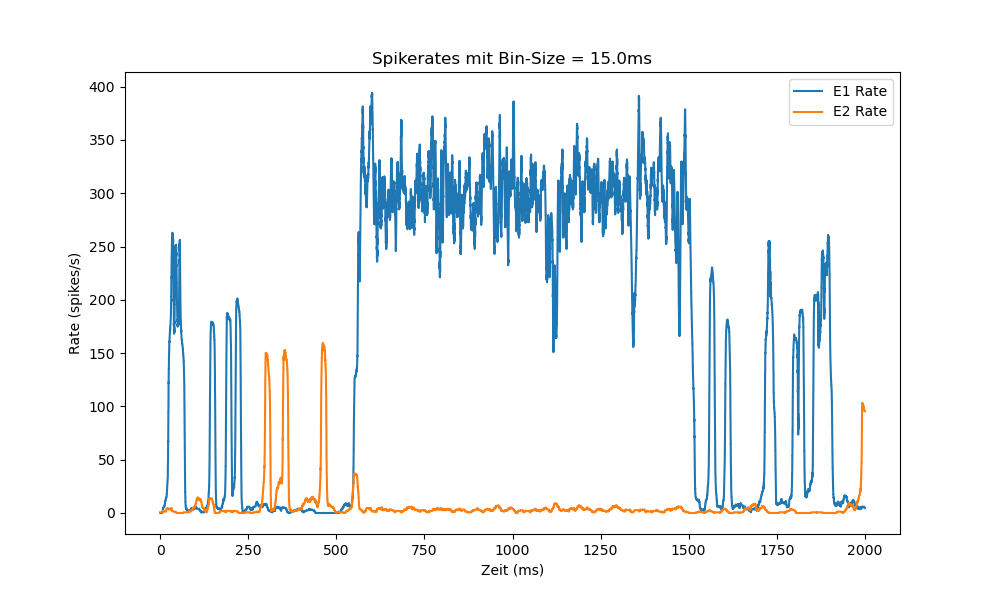 Spikerates mit Bin-Size = 15.0ms
E1 Rate
E2 Rate
Rate (spikes/s)
400
350
300
250
200
150
100
50
0
0 250 500 750 1000 1250 1500 1750 2000
Zeit (ms)